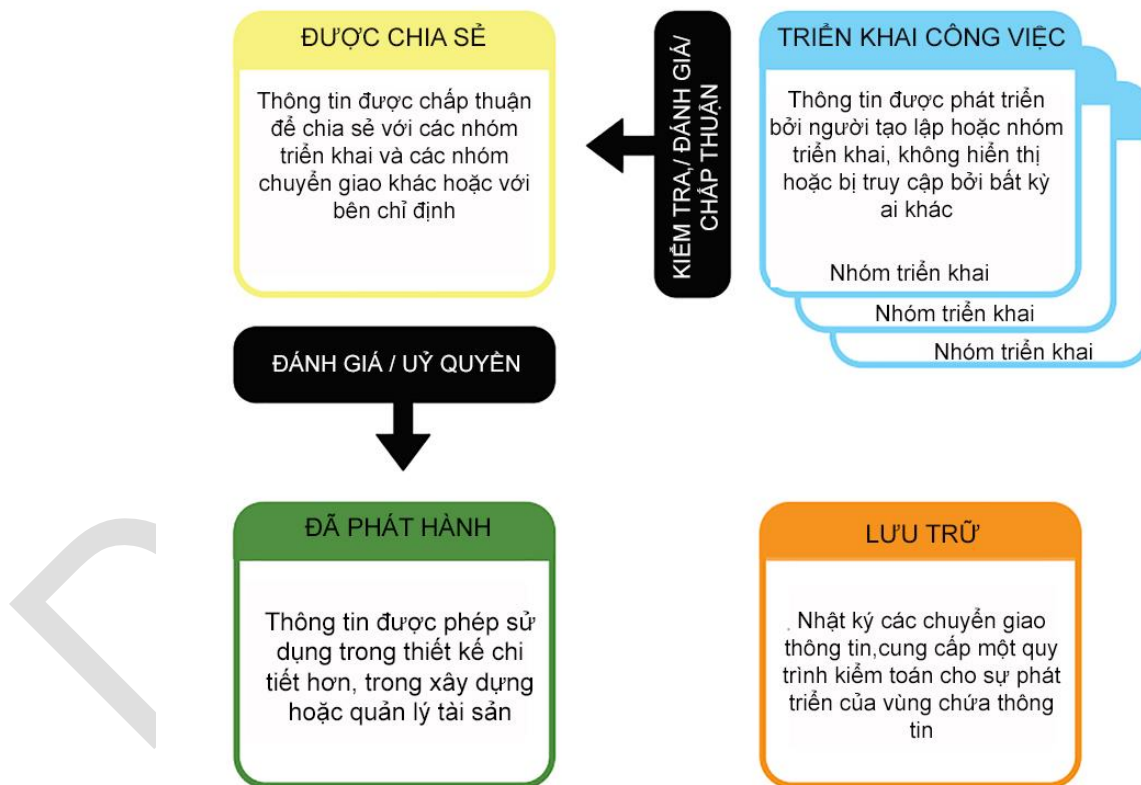 ĐƯỢC CHIA SẺ
Thông tin được chấp thuận
để chia sẻ với các nhóm
triển khai và các nhóm
chuyển giao khác hoặc với
bên chỉ định
KIỂM TRA,/ ĐÁNH GIÁ/
CHẤP THUẬN
TRIỂN KHAI CÔNG VIỆC
Thông tin được phát triển
bởi người tạo lập hoặc nhóm
triển khai, không hiển thị
hoặc bị truy cập bởi bất kỳ
ai khác
Nhóm triển khai
Nhóm triển khai
Nhóm triển khai
ĐÁNH GIÁ / UỶ QUYỀN
ĐÃ PHÁT HÀNH
Thông tin được phép sử
dụng trong thiết kế chi
tiết hơn, trong xây dựng
hoặc quản lý tài sản
LƯU TRỮ
Nhật ký các chuyển giao
thông tin,cung cấp một quy
trình kiểm toán cho sự phát
triển của vùng chứa thông
tin